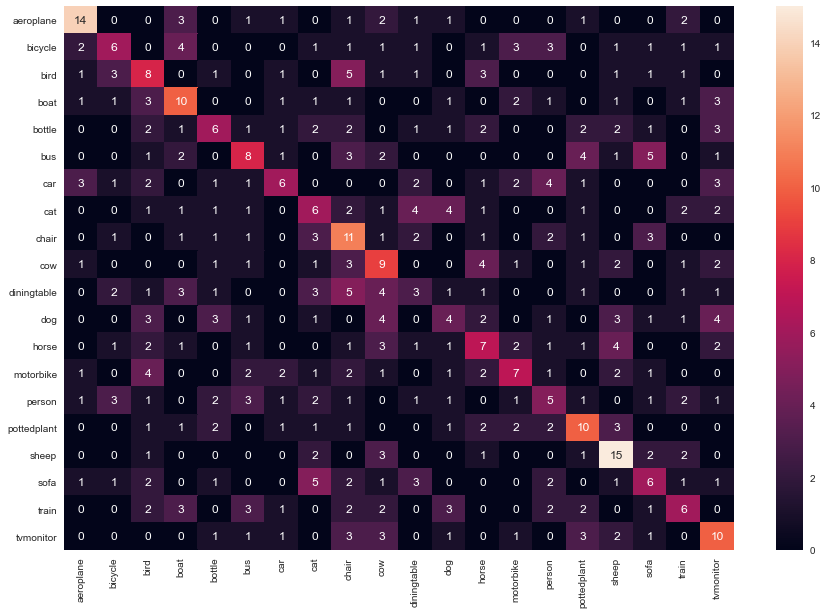 aeroplane 14 0 0 3 0 1 1 0 1 2 1 1 0 0 0 1 0 0 2 0
bicycle 2 6 0 4 0 0 0 1 1 1 1 0 1 3 3 0 1 1 1 1
bird 1 3 8 0 1 0 1 0 5 1 1 0 3 0 0 0 1 1 1 0
boat 1 1 3 10 0 0 1 1 1 0 0 1 0 2 1 0 1 0 1 3
bottle 0 0 2 1 6 1 1 2 2 0 1 1 2 0 0 2 2 1 0 3
bus 0 0 1 2 0 8 1 0 3 2 0 0 0 0 0 4 1 5 0 1
car 3 1 2 0 1 1 6 0 0 0 2 0 1 2 4 1 0 0 0 3
cat 0 0 1 1 1 1 0 6 2 1 4 4 1 0 0 1 0 0 2 2
chair 0 1 0 1 1 1 0 3 11 1 2 0 1 0 2 1 0 3 0 0
cow 1 0 0 0 1 1 0 1 3 9 0 0 4 1 0 1 2 0 1 2
diningtable 0 2 1 3 1 0 0 3 5 4 3 1 1 0 0 1 0 0 1 1
dog 0 0 3 0 3 1 0 1 0 4 0 4 2 0 1 0 3 1 1 4
horse 0 1 2 1 0 1 0 0 1 3 1 1 7 2 1 1 4 0 0 2
motorbike 1 0 4 0 0 2 2 1 2 1 0 1 2 7 1 0 2 1 0 0
person 1 3 1 0 2 3 1 2 1 0 1 1 0 1 5 1 0 1 2 1
pottedplant 0 0 1 1 2 0 1 1 1 0 0 1 2 2 2 10 3 0 0 0
sheep 0 0 1 0 0 0 0 2 0 3 0 0 1 0 0 1 15 2 2 0
sofa 1 1 2 0 1 0 0 5 2 1 3 0 0 0 2 0 1 6 1 1
train 0 0 2 3 0 3 1 0 2 2 0 3 0 0 2 2 0 1 6 0
tvmonitor 0 0 0 0 1 1 1 0 3 3 0 1 0 1 0 3 2 1 0 10
aeroplane
bicycle
bird
boat
bottle
bus
car
cat
chair
cow
diningtable
dog
horse
motorbike
person
pottedplant
sheep
sofa
train
tvmonitor
14
12
10
8
6
4
2
0